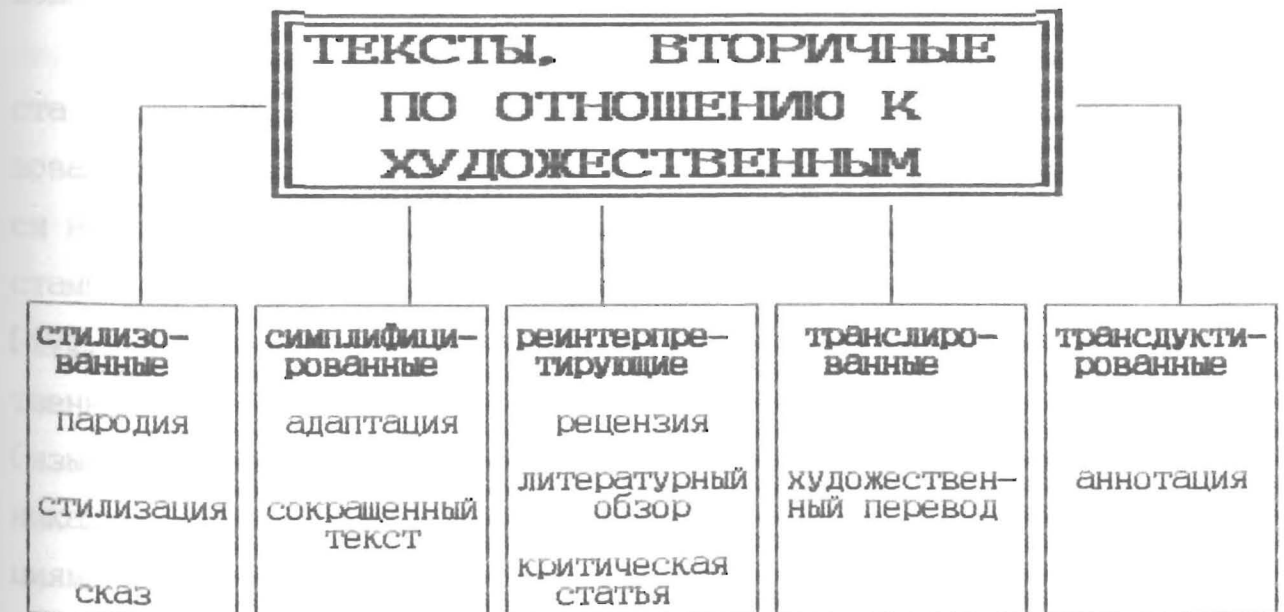 ТЕКСТЫ. ВТОРИЧНЫЕ
ПО ОТНОШЕНИЮ К
ХУДОЖЕСТВЕННЫМ
стилизо-
ванные
пародия
стилизация
сказ
симплифици-
рованные
адаптация
сокращенный
текст
реинтерпре-
тирующие
рецензия
литературный
обзор
критическая
статья
транслиро-
ванные
художествен-
ный перевод
трансдукти-
рованные
аннотация